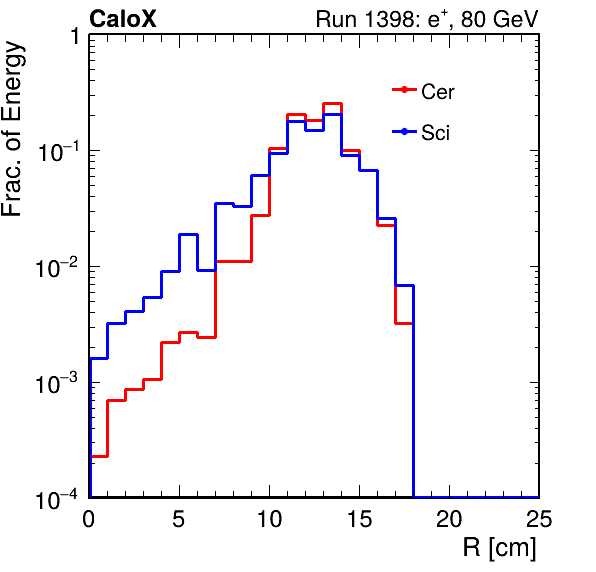 CaloX Run 1398: e⁺, 80 GeV
Frac. of Energy
1
10⁻¹
10⁻²
10⁻³
10⁻⁴
Cer
Sci
0 5 10 15 20 25
R [cm]